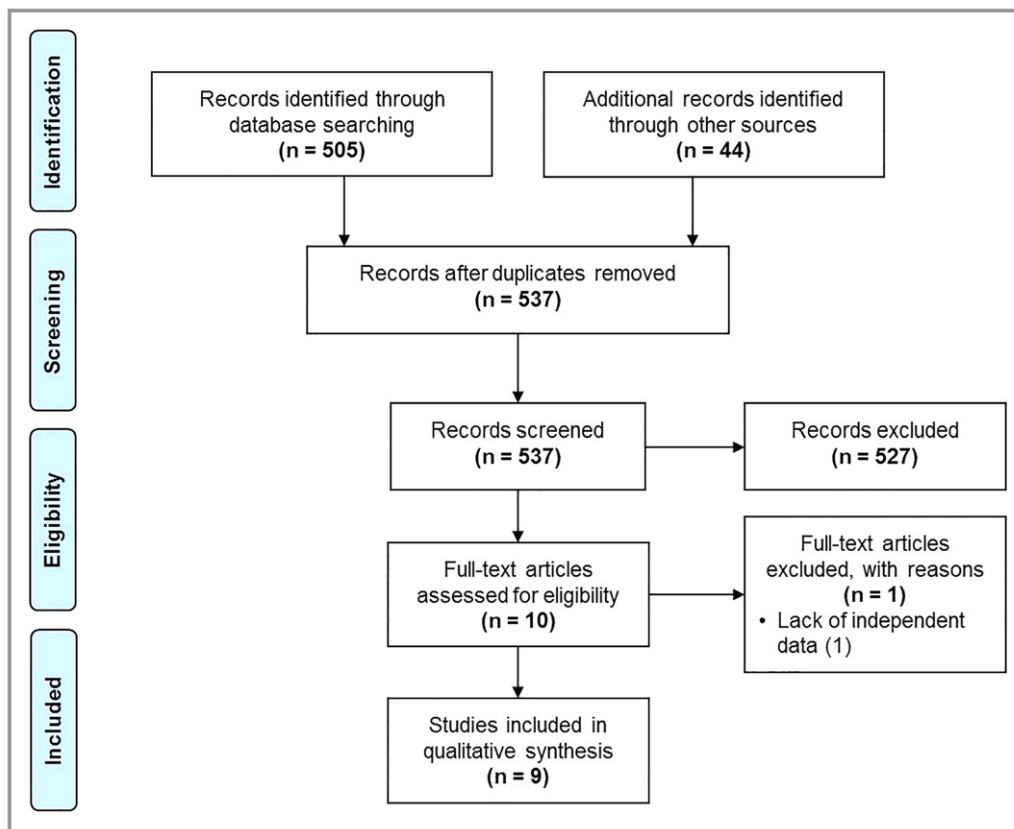 Identification
Records identified through
database searching
(n = 505)
Additional records identified
through other sources
(n = 44)
Screening
Records after duplicates removed
(n = 537)
Records screened
(n = 537)
Records excluded
(n = 527)
Eligibility
Full-text articles
assessed for eligibility
(n = 10)
Full-text articles
excluded, with reasons
(n = 1)
• Lack of independent
data (1)
Included
Studies included in
qualitative synthesis
(n = 9)